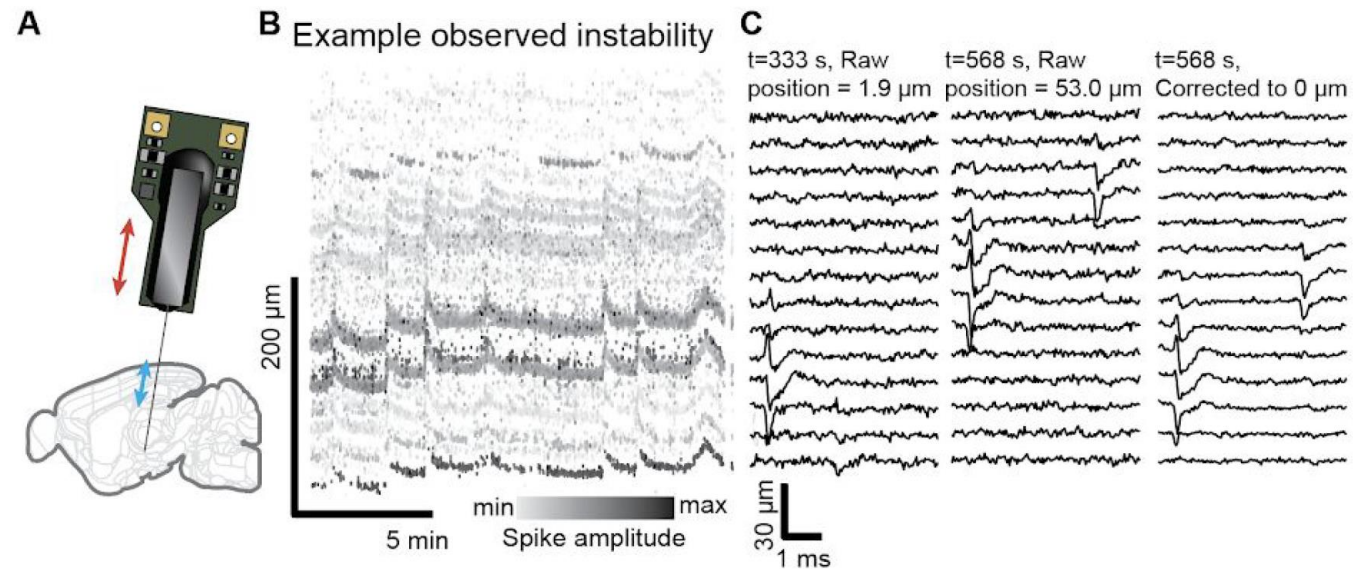 A
B
Example observed instability
200 µm
5 min
min
max
Spike amplitude
C
t=333 s, Raw
position = 1.9 µm
t=568 s, Raw
position = 53.0 µm
t=568 s,
Corrected to 0 µm
30 µm
1 ms